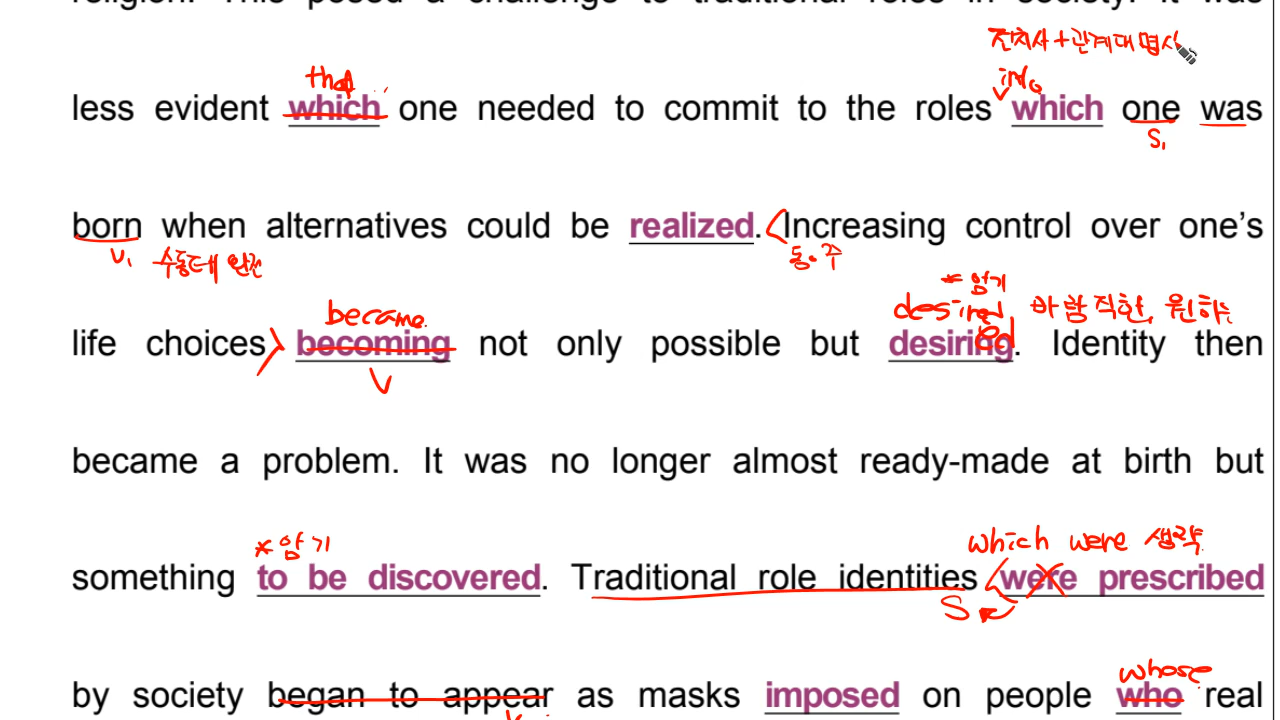 religion. This posed a challenge to traditional roles in society. It was
전치사+관계대명사
that
into
less evident which one needed to commit to the roles which one was
S,
born when alternatives could be realized. Increasing control over one's
V, 수동태 완전
동.주
* 암기
became
desired 바람직한, 원하는
life choices becoming not only possible but desiring. Identity then
ed
V
became a problem. It was no longer almost ready-made at birth but
* 암기
which were 생략
something to be discovered. Traditional role identities were prescribed
S
whose
by society began to appear as masks imposed on people who real